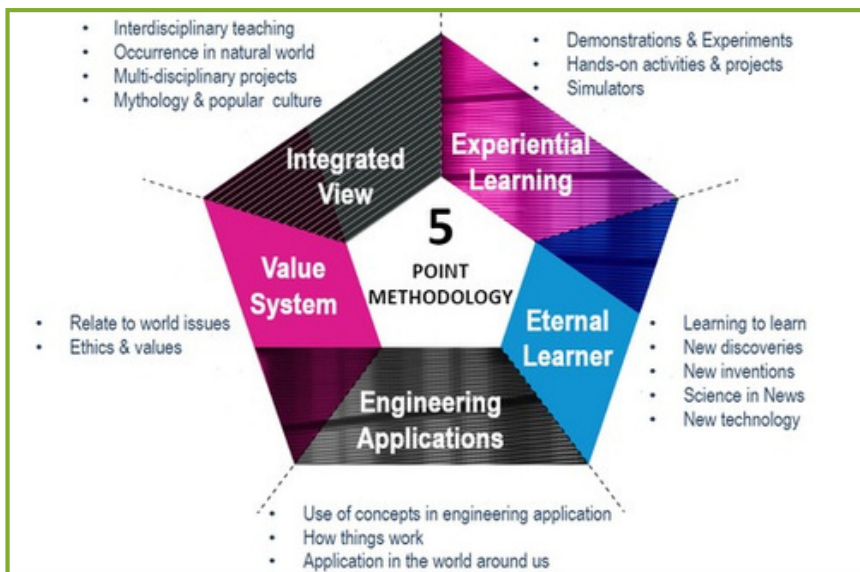 • Interdisciplinary teaching
• Occurrence in natural world
• Multi-disciplinary projects
• Mythology & popular culture
• Demonstrations & Experiments
• Hands-on activities & projects
• Simulators
Integrated
View
Experiential
Learning
5
POINT
METHODOLOGY
Value
System
Eternal
Learner
• Relate to world issues
• Ethics & values
• Learning to learn
• New discoveries
• New inventions
• Science in News
• New technology
Engineering
Applications
• Use of concepts in engineering application
• How things work
• Application in the world around us